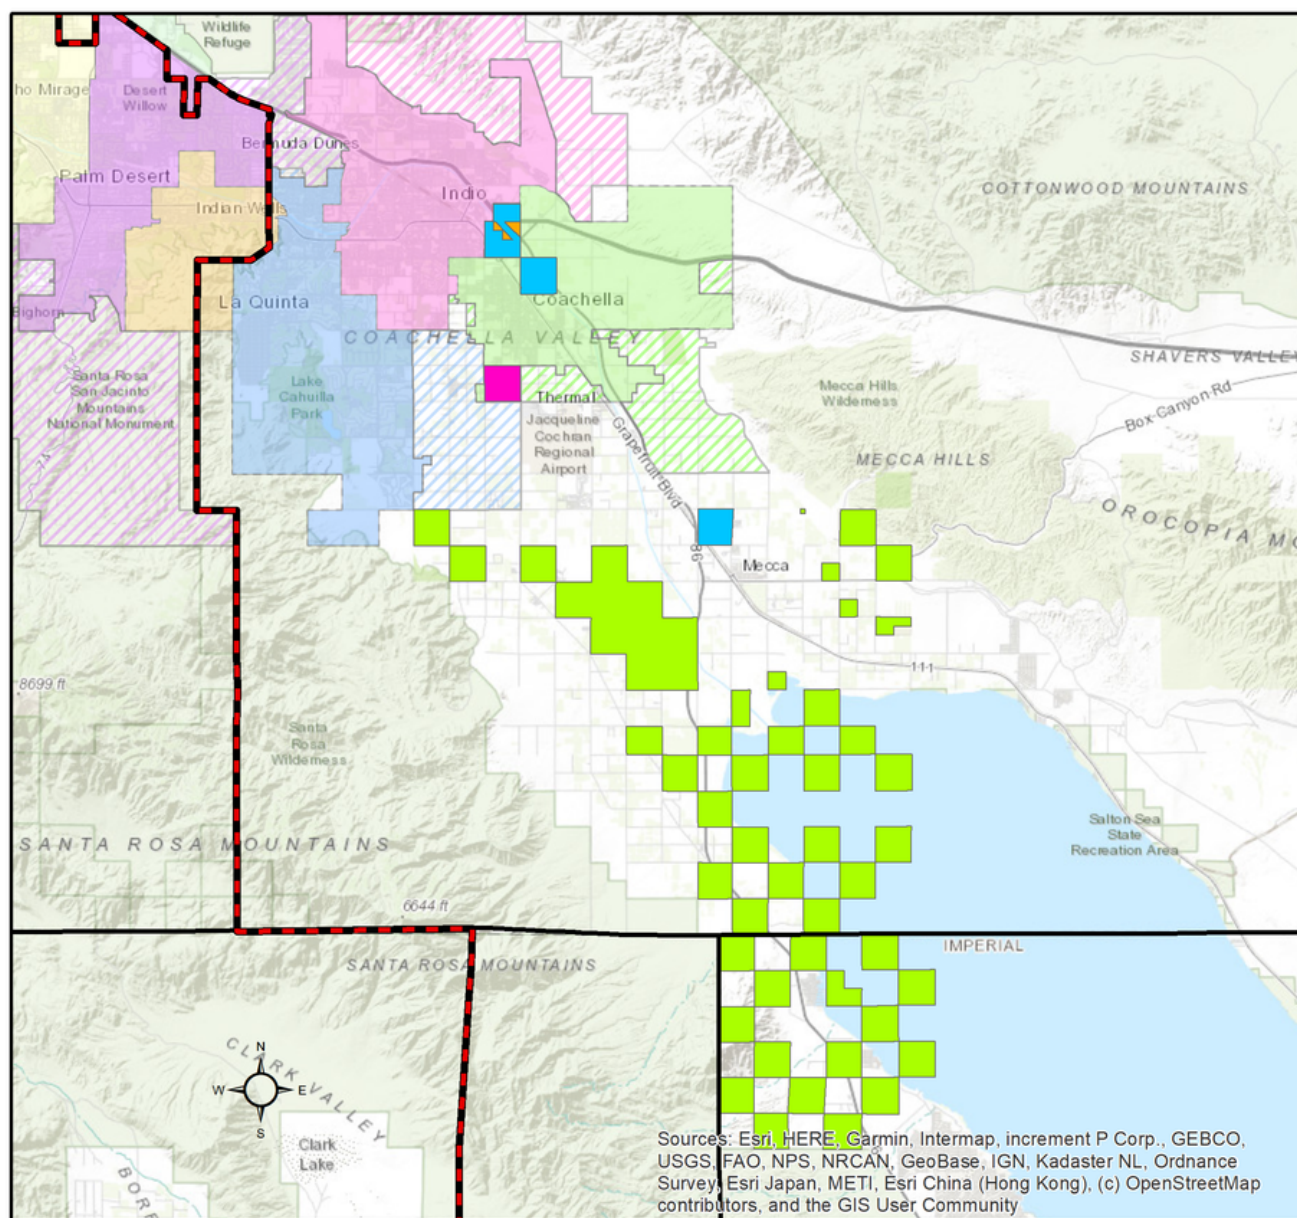 Wildlife
Refuge
ho Mirage
Desert
Willow
Bermuda Dunes
Palm Desert
Indio
COTTONWOOD MOUNTAINS
Indian Wells
La Quinta
Coachella
Bighorn
COACHELLA VALLEY
SHAVERS VALLEY
Santa Rosa
San Jacinto
Mountains
National Monument
Lake
Cahuilla
Park
Thermal
Mecca Hills
Wilderness
Box Canyon Rd
Jacqueline
Cochran
Regional
Airport
Grapefruit Blvd
MECCA HILLS
74
OROCOPIA MO
86
Mecca
111
8699 ft
Santa
Rosa
Wilderness
Salton Sea
State
Recreation Area
SANTA ROSA MOUNTAINS
6644 ft
IMPERIAL
SANTA ROSA MOUNTAINS
CLARK VALLEY
N
W
E
S
Clark
Lake
BORR
Sources: Esri, HERE, Garmin, Intermap, increment P Corp., GEBCO,
USGS, FAO, NPS, NRCAN, GeoBase, IGN, Kadaster NL, Ordnance
Survey, Esri Japan, METI, Esri China (Hong Kong), (c) OpenStreetMap
contributors, and the GIS User Community